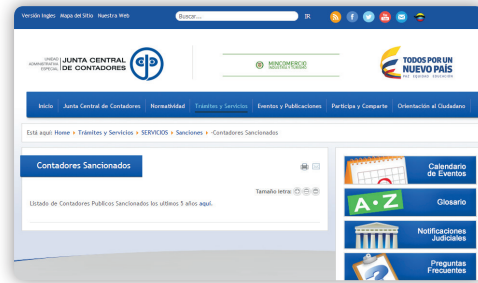 Versión Ingles Mapa del Sitio Nuestra Web
Buscar...
IR
UNIDAD ADMINISTRATIVA ESPECIAL
JUNTA CENTRAL
DE CONTADORES
MINCOMERCIO
INDUSTRIA Y TURISMO
TODOS POR UN
NUEVO PAÍS
PAZ EQUIDAD EDUCACIÓN
Inicio Junta Central de Contadores Normatividad Trámites y Servicios Eventos y Publicaciones Participa y Comparte Orientación al Ciudadano
Está aquí: Home Trámites y Servicios SERVICIOS Sanciones -Contadores Sancionados
Contadores Sancionados
Tamaño letra:
Listado de Contadores Publicos Sancionados los ultimos 5 años aquí.
Calendario
de Eventos
A-Z
Glosario
Notificaciones
Judiciales
Preguntas
Frecuentes